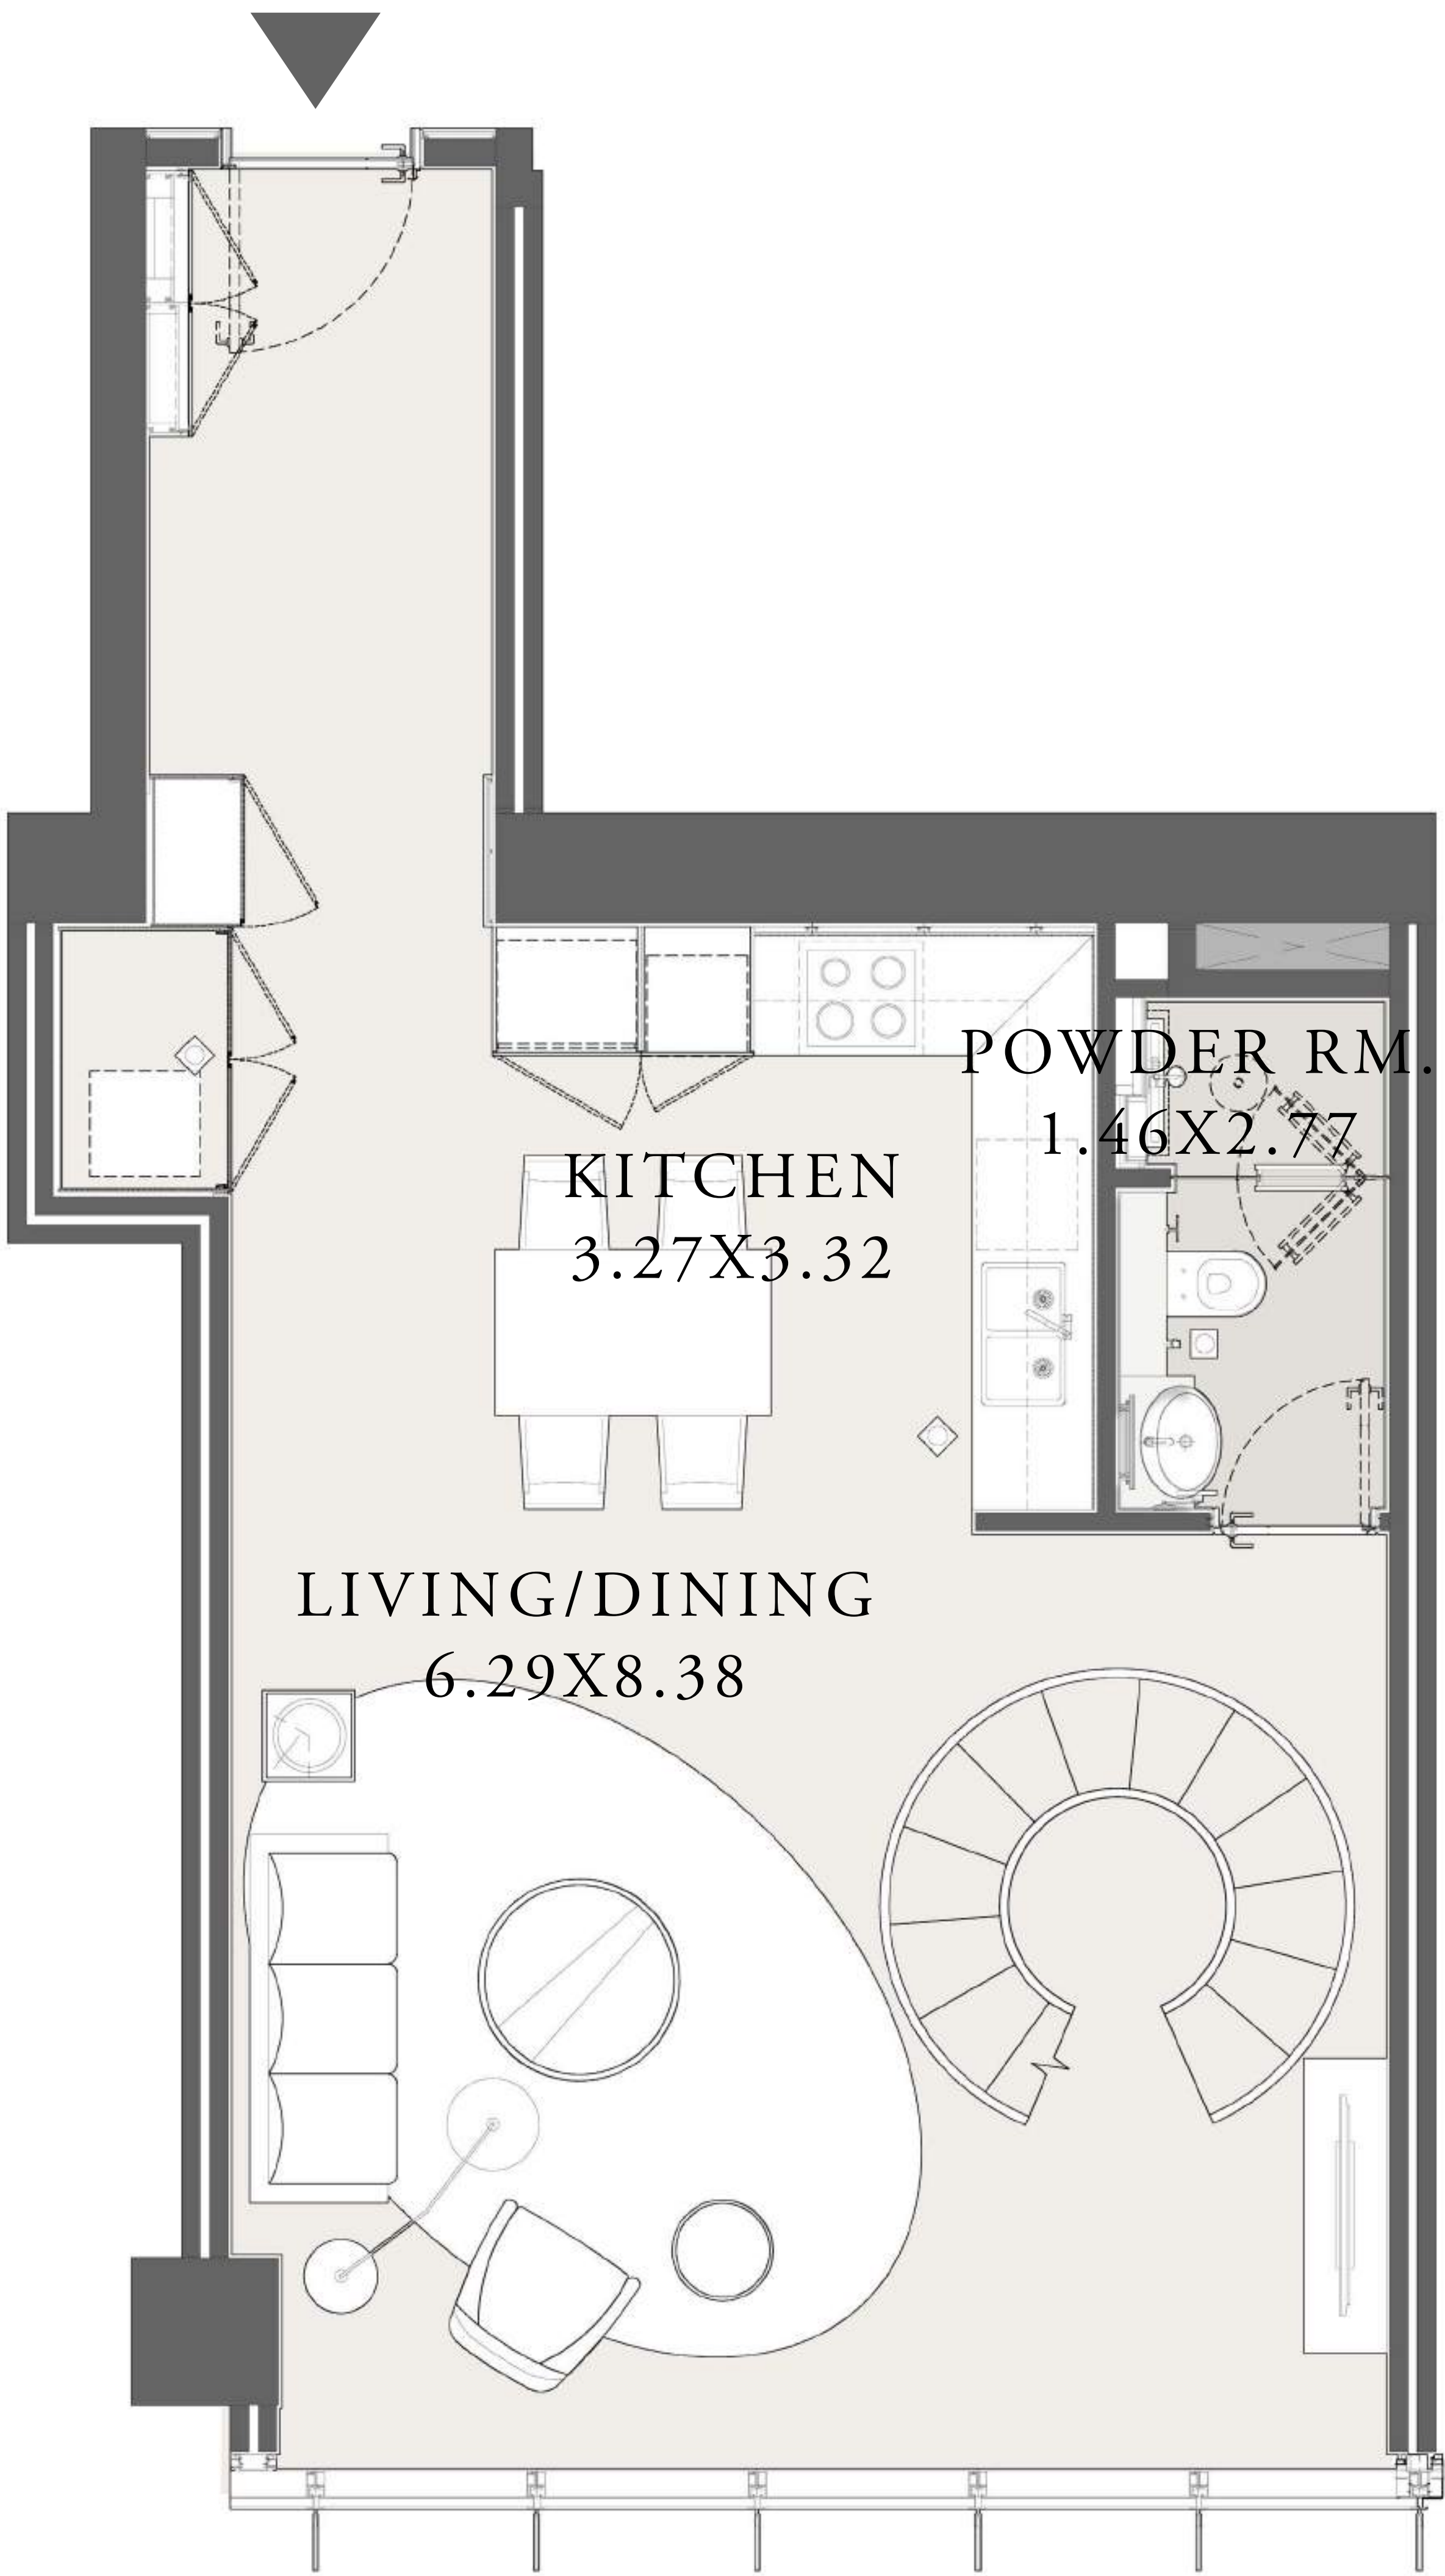 POWDER RM.
1.46X2.77
KITCHEN
3.27X3.32
LIVING/DINING
6.29X8.38